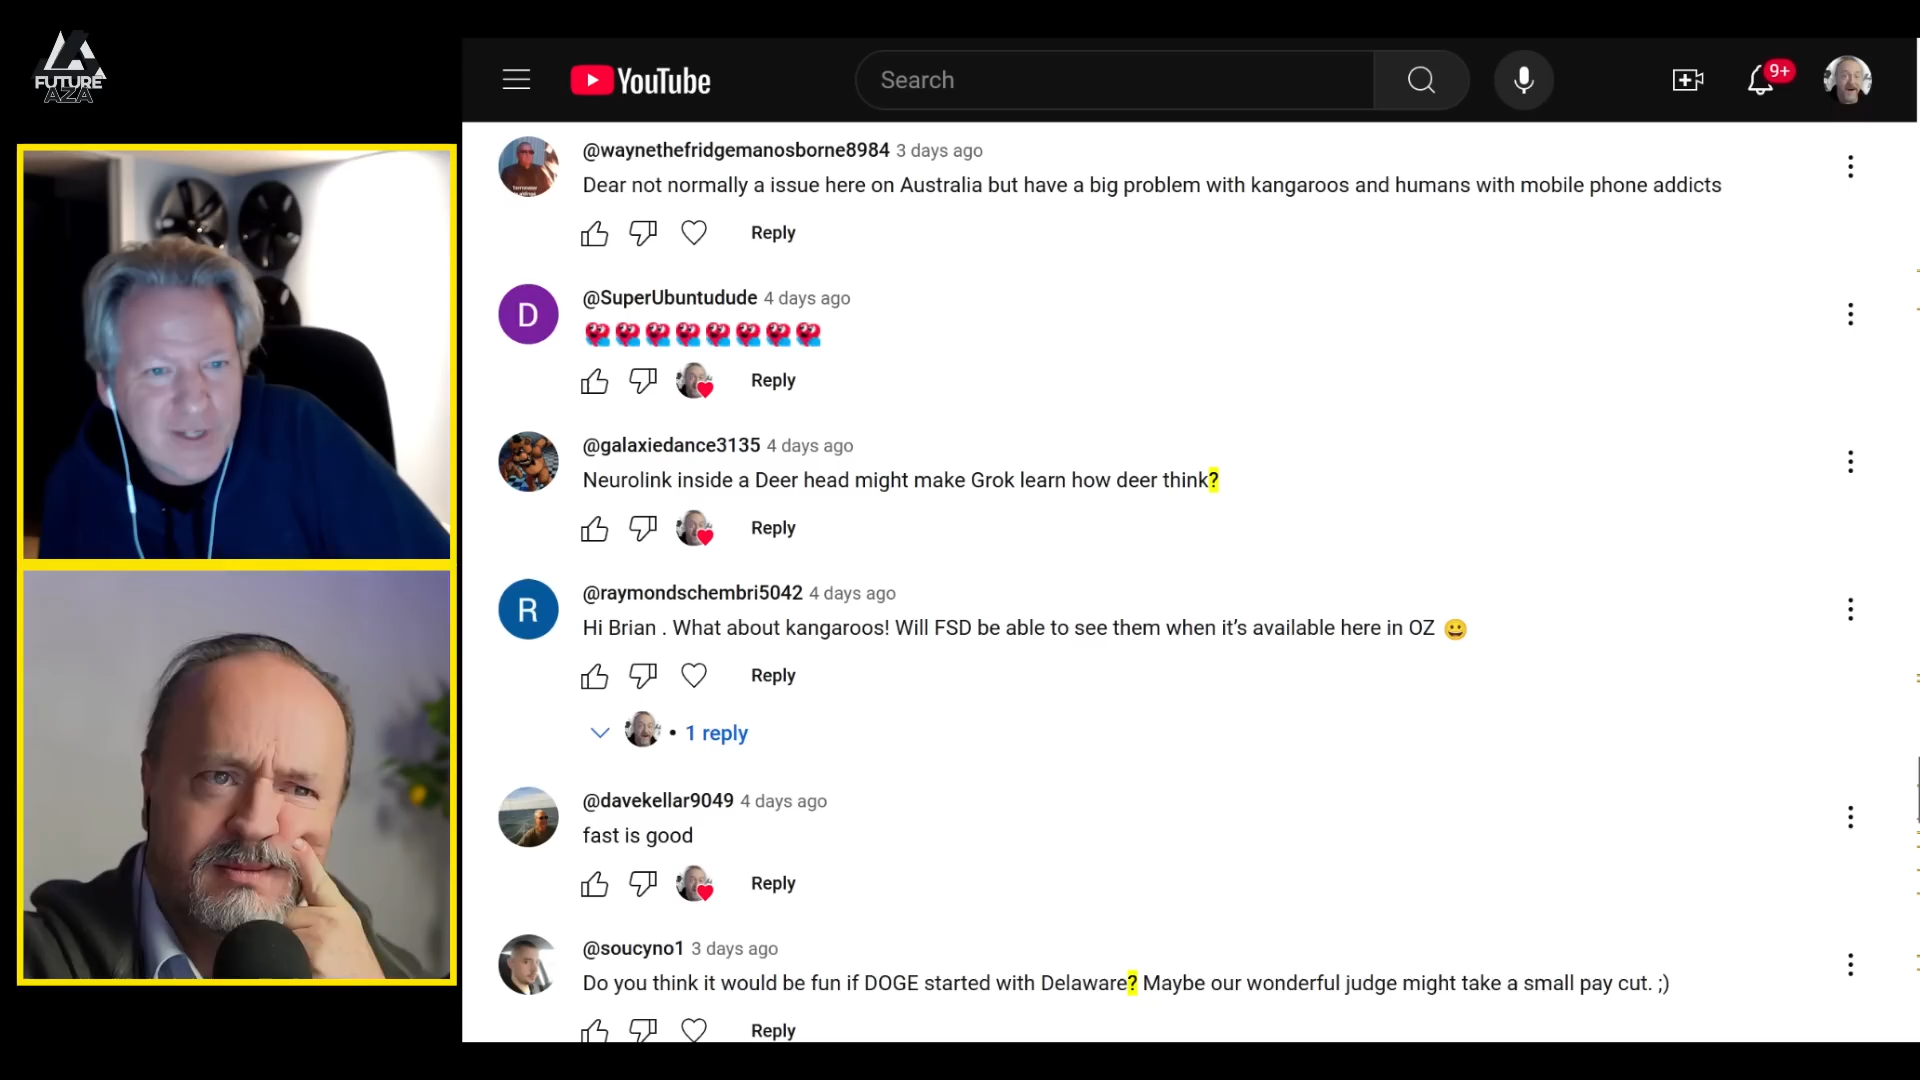 FUTURE
AZA
YouTube
Search
9+
@waynethefridgemanosborne8984 3 days ago
Dear not normally a issue here on Australia but have a big problem with kangaroos and humans with mobile phone addicts
Reply
D
@SuperUbuntudude 4 days ago
Reply
@galaxiedance3135 4 days ago
Neurolink inside a Deer head might make Grok learn how deer think?
Reply
R
@raymondschembri5042 4 days ago
Hi Brian . What about kangaroos! Will FSD be able to see them when it’s available here in OZ 😀
Reply
• 1 reply
@davekellar9049 4 days ago
fast is good
Reply
@soucyno1 3 days ago
Do you think it would be fun if DOGE started with Delaware? Maybe our wonderful judge might take a small pay cut. ;)
Reply